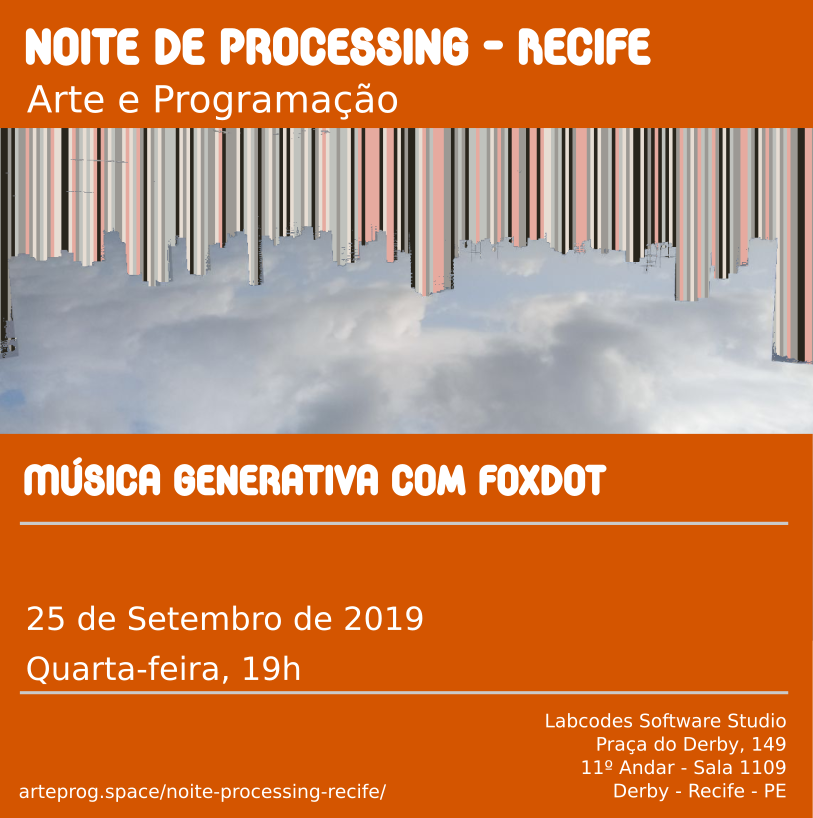 NOITE DE PROCESSING - RECIFE
Arte e Programação
MÚSICA GENERATIVA COM FOXDOT
25 de Setembro de 2019
Quarta-feira, 19h
Labcodes Software Studio
Praça do Derby, 149
11º Andar - Sala 1109
Derby - Recife - PE
arteprog.space/noite-processing-recife/